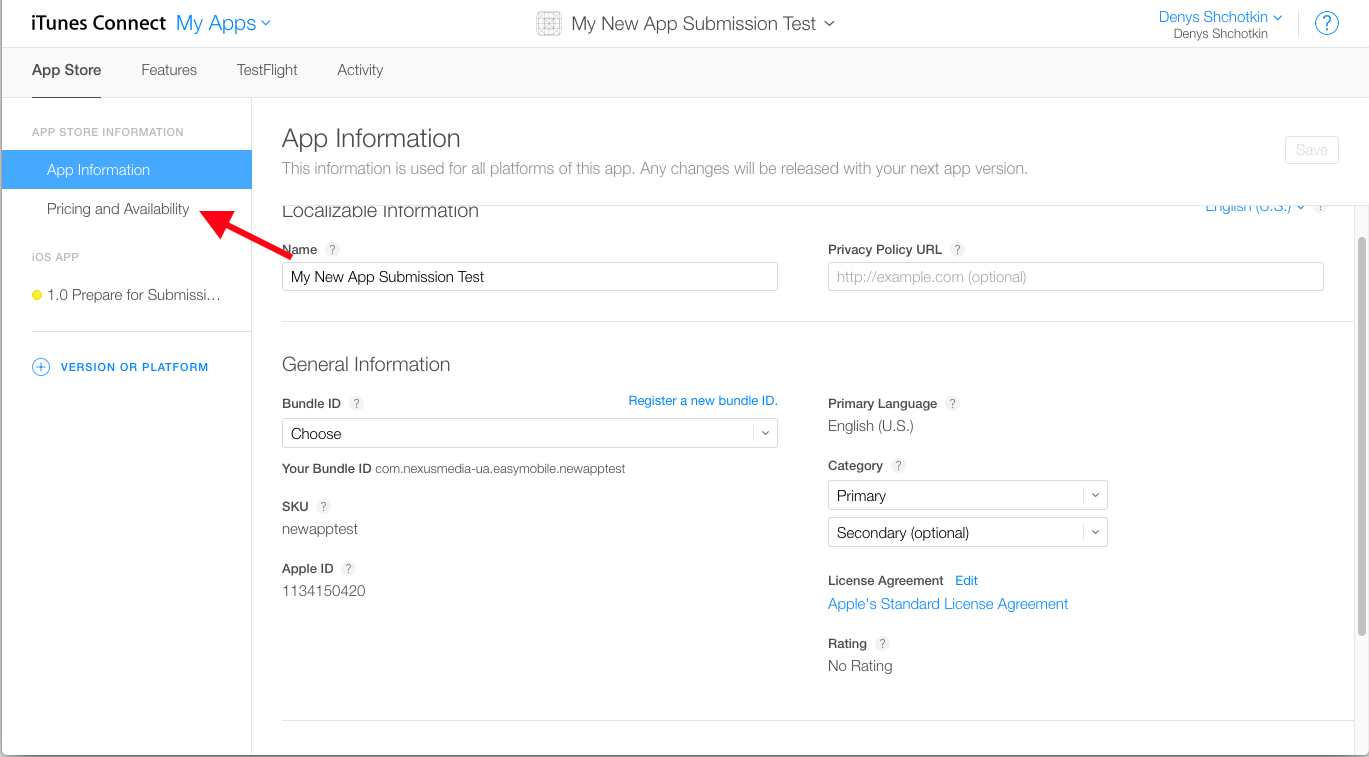 iTunes Connect My Apps
My New App Submission Test
Denys Shchotkin
Denys Shchotkin
?
App Store Features TestFlight Activity
APP STORE INFORMATION
App Information
Pricing and Availability
iOS APP
1.0 Prepare for Submissi...
+ VERSION OR PLATFORM
App Information
This information is used for all platforms of this app. Any changes will be released with your next app version.
Save
Localizable Information
English (U.S.) ?
Name ?
My New App Submission Test
Privacy Policy URL ?
http://example.com (optional)
General Information
Bundle ID ?
Register a new bundle ID.
Choose
Your Bundle ID com.nexusmedia-ua.easymobile.newapptest
SKU ?
newapptest
Apple ID ?
1134150420
Primary Language ?
English (U.S.)
Category ?
Primary
Secondary (optional)
License Agreement Edit
Apple's Standard License Agreement
Rating ?
No Rating